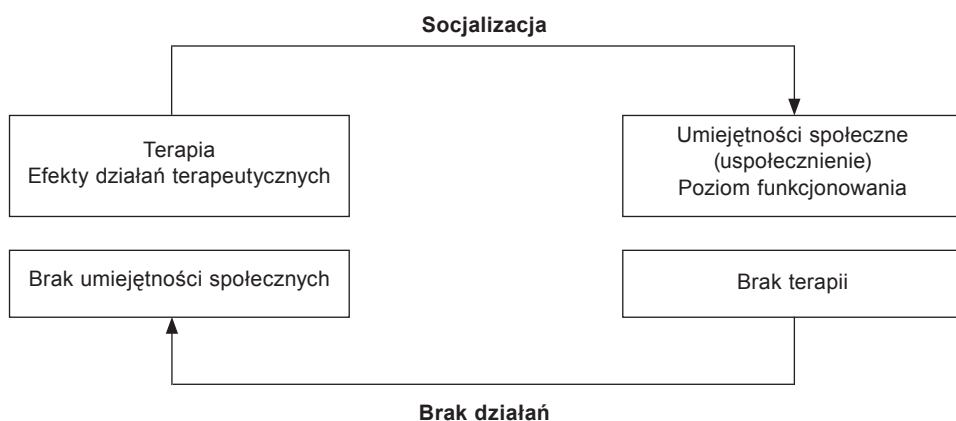 Socjalizacja
Terapia
Efekty działań terapeutycznych
Umiejętności społeczne
(uspołecznienie)
Poziom funkcjonowania
Brak umiejętności społecznych
Brak terapii
Brak działań